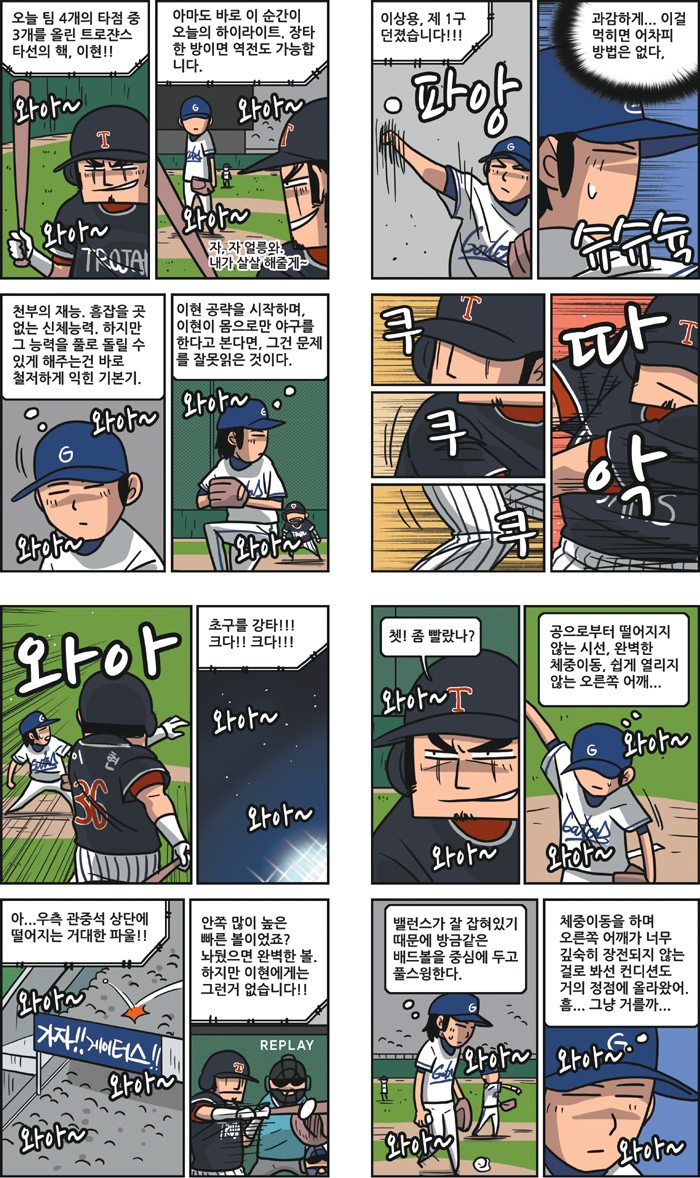 오늘 팀 4개의 타점 중
3개를 올린 트로쟌스
타선의 핵, 이현!!
와아~
T
와아~
TROJAN
아마도 바로 이 순간이
오늘의 하이라이트. 장타
한 방이면 역전도 가능합
니다.
G
와아~
T
와아~
자, 자 얼릉와.
내가 살살 해줄게~
이상용, 제 1구
던졌습니다!!!
파앙
G
과감하게... 이걸
먹히면 어차피
방법은 없다,
슈슈슉
천부의 재능. 흠잡을 곳
없는 신체능력. 하지만
그 능력을 풀로 돌릴 수
있게 해주는건 바로
철저하게 익힌 기본기.
와아~
G
와아~
이현 공략을 시작하며,
이현이 몸으로만 야구를
한다고 본다면, 그건 문제
를 잘못읽은 것이다.
와아~
G
와아~
T
쿠
쿠
쿠
T
따
악
와아
이현
36
초구를 강타!!!
크다!! 크다!!!
와아~
와아~
쳇! 좀 빨랐나?
와아~
T
와아~
공으로부터 떨어지지
않는 시선, 완벽한
체중이동, 쉽게 열리지
않는 오른쪽 어깨...
G
와아~
와아~
아...우측 관중석 상단에
떨어지는 거대한 파울!!
와아~
가자!! 게이터스!!
와아~
와아~
안쪽 많이 높은
빠른 볼이었죠?
놔뒀으면 완벽한 볼.
하지만 이현에게는
그런거 없습니다!!
REPLAY
T
밸런스가 잘 잡혀있기
때문에 방금같은
배드볼을 중심에 두고
풀스윙한다.
와아~
와아~
체중이동을 하며
오른쪽 어깨가 너무
깊숙히 장전되지 않는
걸로 봐선 컨디션도
거의 정점에 올라왔어.
흠... 그냥 거를까...
G
와아~
와아~